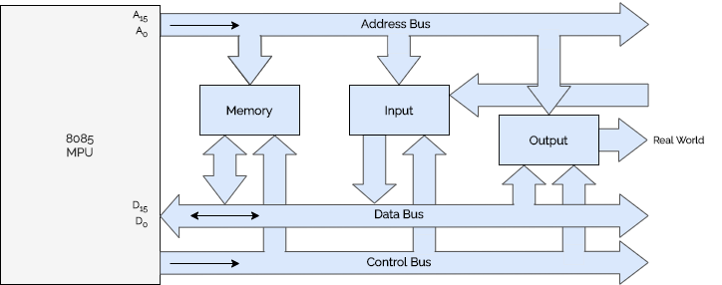 A15
A0
Address Bus
Memory
Input
8085
MPU
Output
Real World
D15
D0
Data Bus
Control Bus